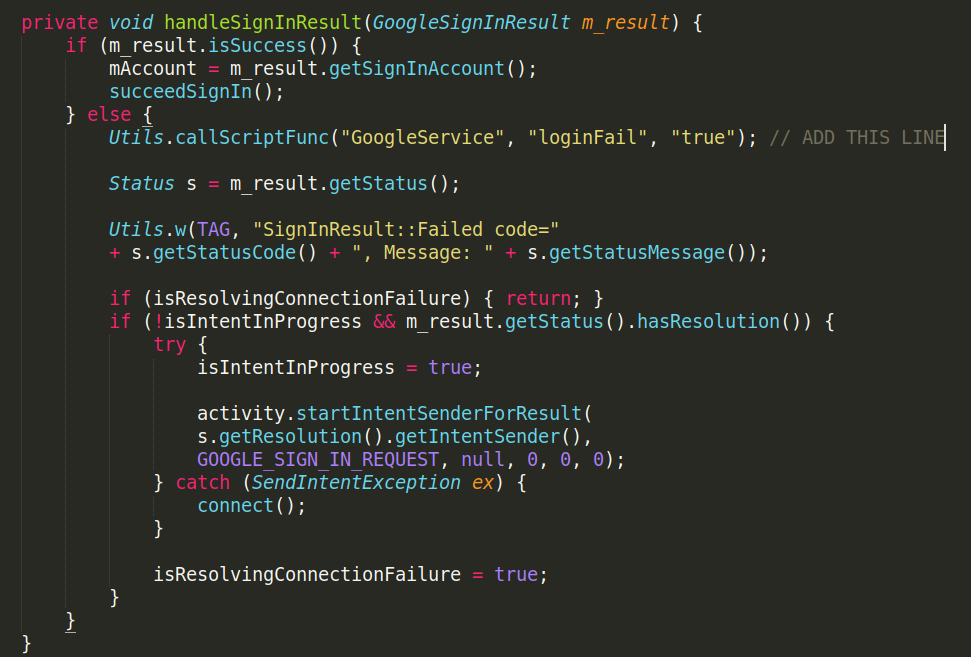 private void handleSignInResult(GoogleSignInResult m_result) {
if (m_result.isSuccess()) {
mAccount = m_result.getSignInAccount();
succeedSignIn();
} else {
Utils.callScriptFunc("GoogleService", "loginFail", "true"); // ADD THIS LINE
Status s = m_result.getStatus();
Utils.w(TAG, "SignInResult::Failed code="
+ s.getStatusCode() + ", Message: " + s.getStatusMessage());
if (isResolvingConnectionFailure) { return; }
if (!isIntentInProgress && m_result.getStatus().hasResolution()) {
try {
isIntentInProgress = true;
activity.startIntentSenderForResult(
s.getResolution().getIntentSender(),
GOOGLE_SIGN_IN_REQUEST, null, 0, 0, 0);
} catch (SendIntentException ex) {
connect();
}
isResolvingConnectionFailure = true;
}
}
}